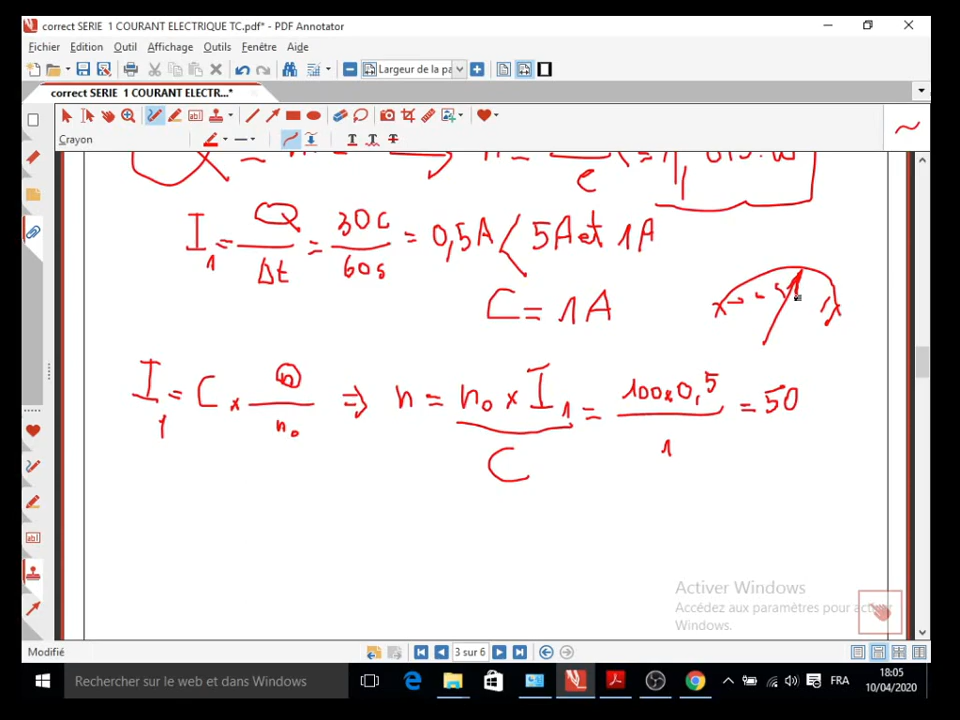 correct SERIE 1 COURANT ELECTRIQUE TC.pdf* - PDF Annotator
Fichier Edition Outil Affichage Outils Fenêtre Aide
Largeur de la pa
correct SERIE 1 COURANT ELECTR...*
Crayon
e
I1 = Q/Δt = 30C/60s = 0,5A < 5A et 1A
C = 1A
I1 = C x n/n0 => n = n0 x I1/C = 100x0,5/1 = 50
Activer Windows
Accédez aux paramètres pour activer
Windows.
Modifié
3 sur 6
Rechercher sur le web et dans Windows
FRA
18:05
10/04/2020